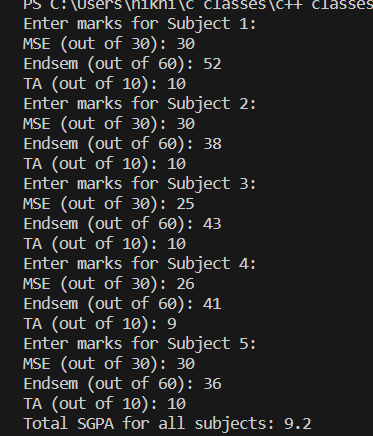 PS C:\Users\nikhi\c classes\c++ classes
Enter marks for Subject 1:
MSE (out of 30): 30
Endsem (out of 60): 52
TA (out of 10): 10
Enter marks for Subject 2:
MSE (out of 30): 30
Endsem (out of 60): 38
TA (out of 10): 10
Enter marks for Subject 3:
MSE (out of 30): 25
Endsem (out of 60): 43
TA (out of 10): 10
Enter marks for Subject 4:
MSE (out of 30): 26
Endsem (out of 60): 41
TA (out of 10): 9
Enter marks for Subject 5:
MSE (out of 30): 30
Endsem (out of 60): 36
TA (out of 10): 10
Total SGPA for all subjects: 9.2